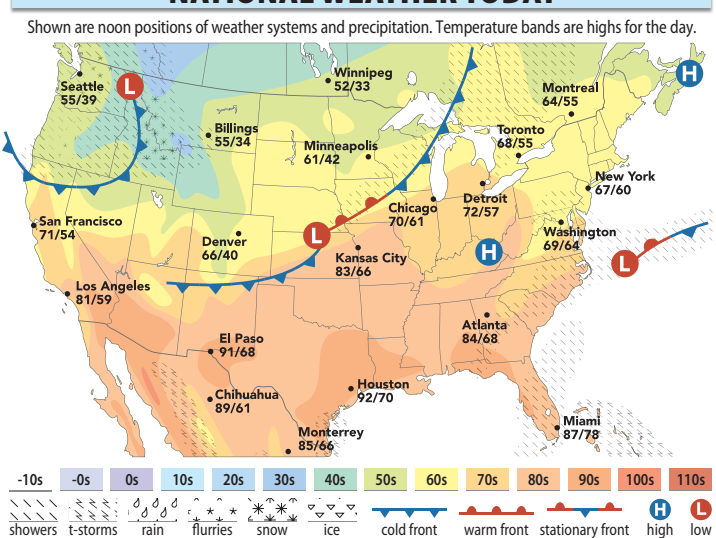 NATIONAL WEATHER TODAY
Shown are noon positions of weather systems and precipitation. Temperature bands are highs for the day.
Seattle
55/39
L
Winnipeg
52/33
H
Montreal
64/55
Billings
55/34
Minneapolis
61/42
Toronto
68/55
New York
67/60
Chicago
70/61
Detroit
72/57
San Francisco
71/54
Denver
66/40
L
Kansas City
83/66
H
Washington
69/64
L
Los Angeles
81/59
Atlanta
84/68
El Paso
91/68
Chihuahua
89/61
Houston
92/70
Monterrey
85/66
Miami
87/78
-10s -0s 0s 10s 20s 30s 40s 50s 60s 70s 80s 90s 100s 110s
H L
showers t-storms rain flurries snow ice cold front warm front stationary front high low